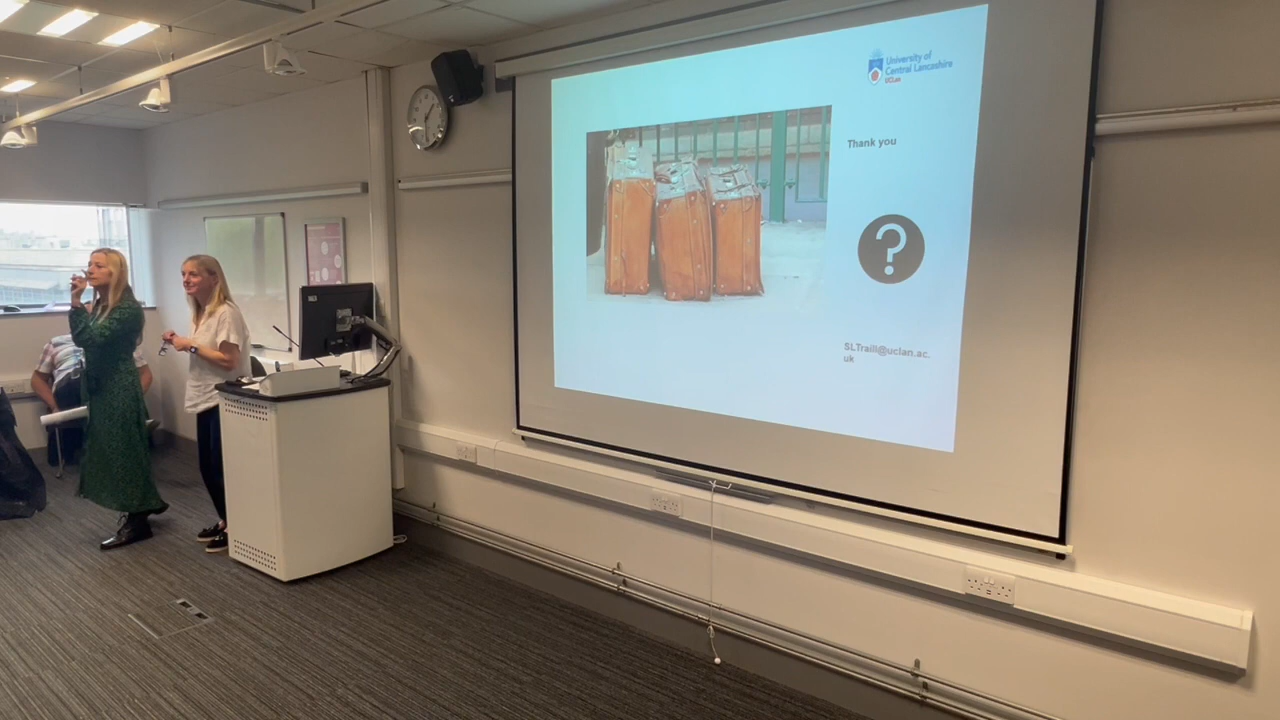 University of
Central Lancashire
UCLan
Thank you
?
SLTraill@uclan.ac.
uk